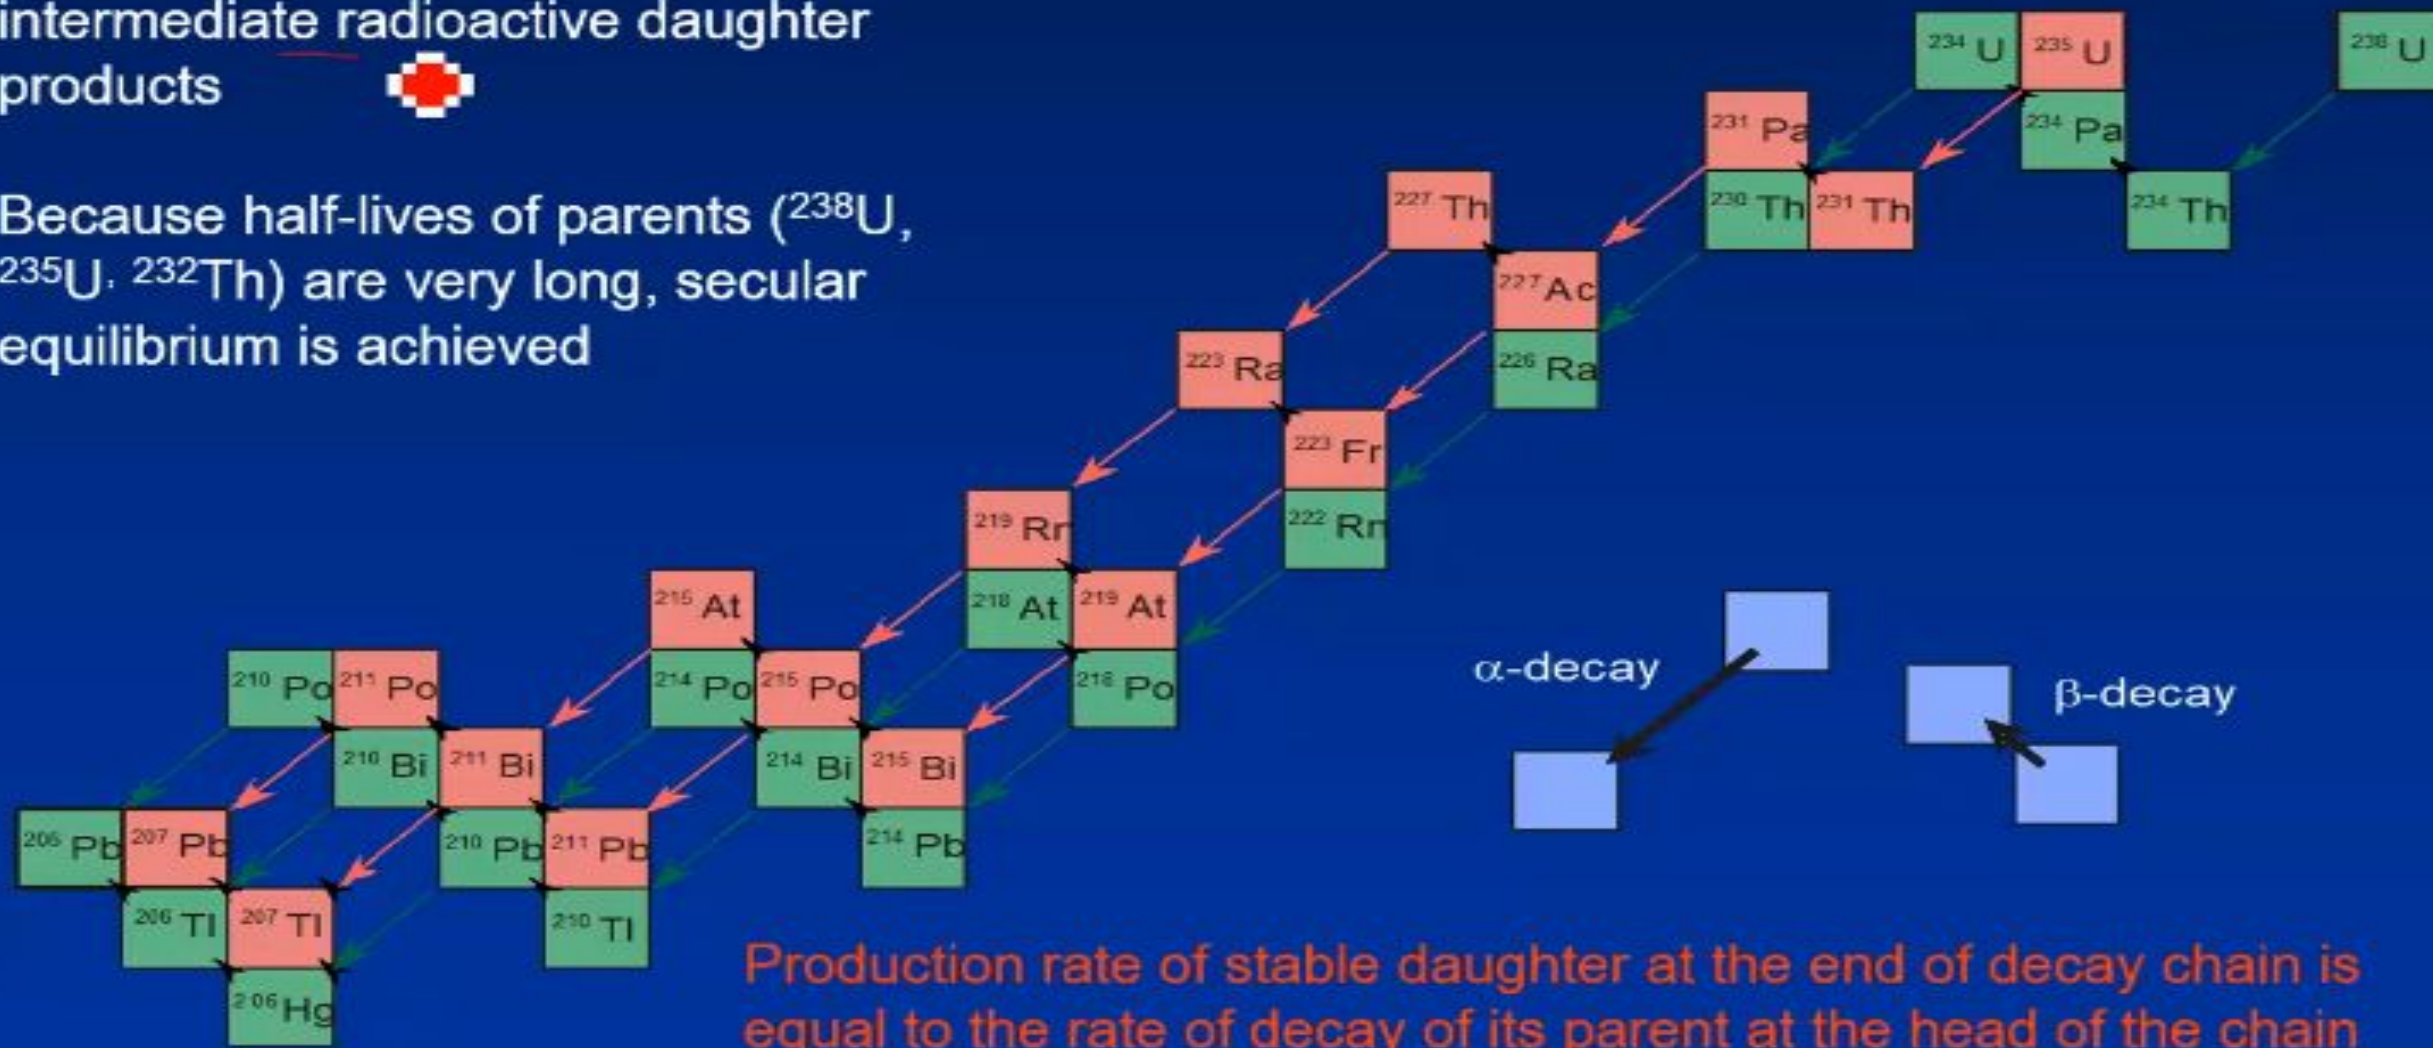 intermediate radioactive daughter
products
Because half-lives of parents (²³⁸U,
²³⁵U, ²³²Th) are very long, secular
equilibrium is achieved
²³⁴ U ²³⁵ U ²³⁸ U
²³¹ Pa ²³⁴ Pa
²²⁷ Th ²³⁰ Th ²³¹ Th ²³⁴ Th
²²⁷ Ac
²²³ Ra ²²⁶ Ra
²²³ Fr
²¹⁹ Rn ²²² Rn
²¹⁵ At ²¹⁸ At ²¹⁹ At
²¹⁰ Po ²¹¹ Po ²¹⁴ Po ²¹⁵ Po ²¹⁸ Po
α-decay β-decay
²¹⁰ Bi ²¹¹ Bi ²¹⁴ Bi ²¹⁵ Bi
²⁰⁶ Pb ²⁰⁷ Pb ²¹⁰ Pb ²¹¹ Pb ²¹⁴ Pb
²⁰⁶ Tl ²⁰⁷ Tl ²¹⁰ Tl
²⁰⁶ Hg
Production rate of stable daughter at the end of decay chain is
equal to the rate of decay of its parent at the head of the chain